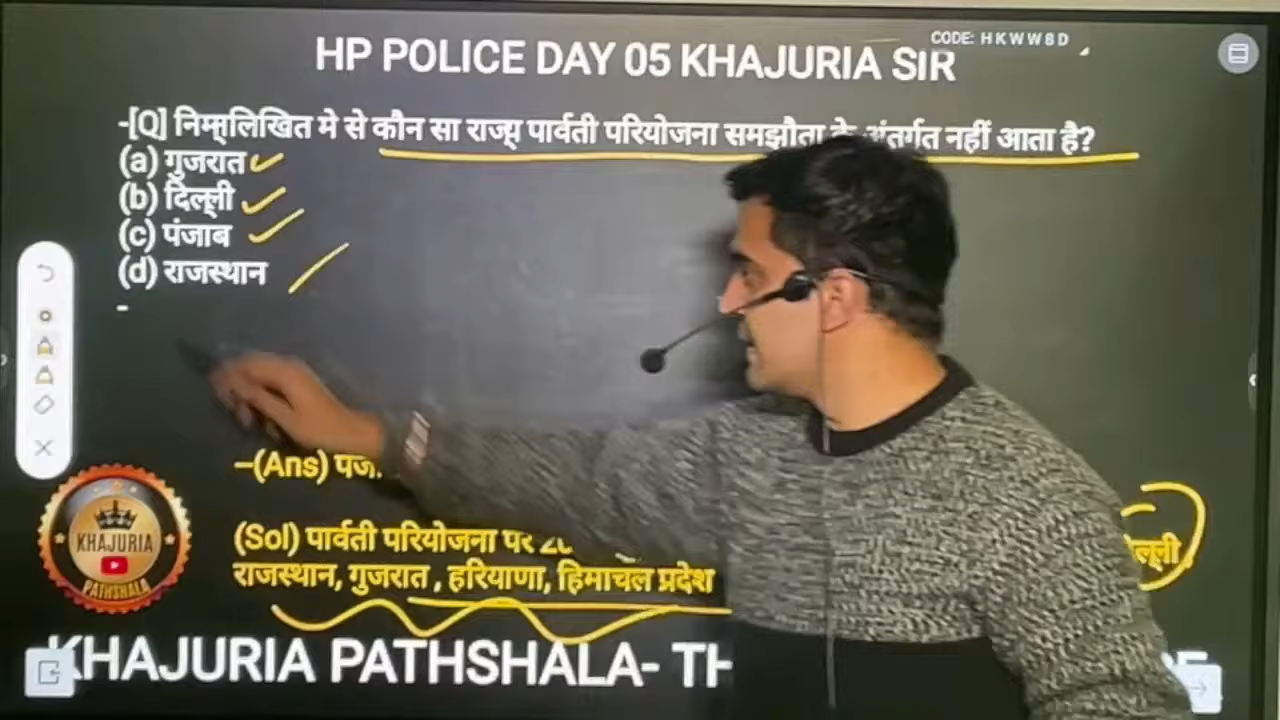 CODE: HKWW8D
HP POLICE DAY 05 KHAJURIA SIR
-[Q] निम्नलिखित मे से कौन सा राज्य पार्वती परियोजना समझौता अंतर्गत नहीं आता है?
(a) गुजरात
(b) दिल्ली
(c) पंजाब
(d) राजस्थान
-
-(Ans)
(Sol) पार्वती परियोजना पर
दिल्ली,
राजस्थान, गुजरात , हरियाणा, हिमाचल प्रदेश
KHAJURIA
PATHSHALA
KHAJURIA PATHSHALA-